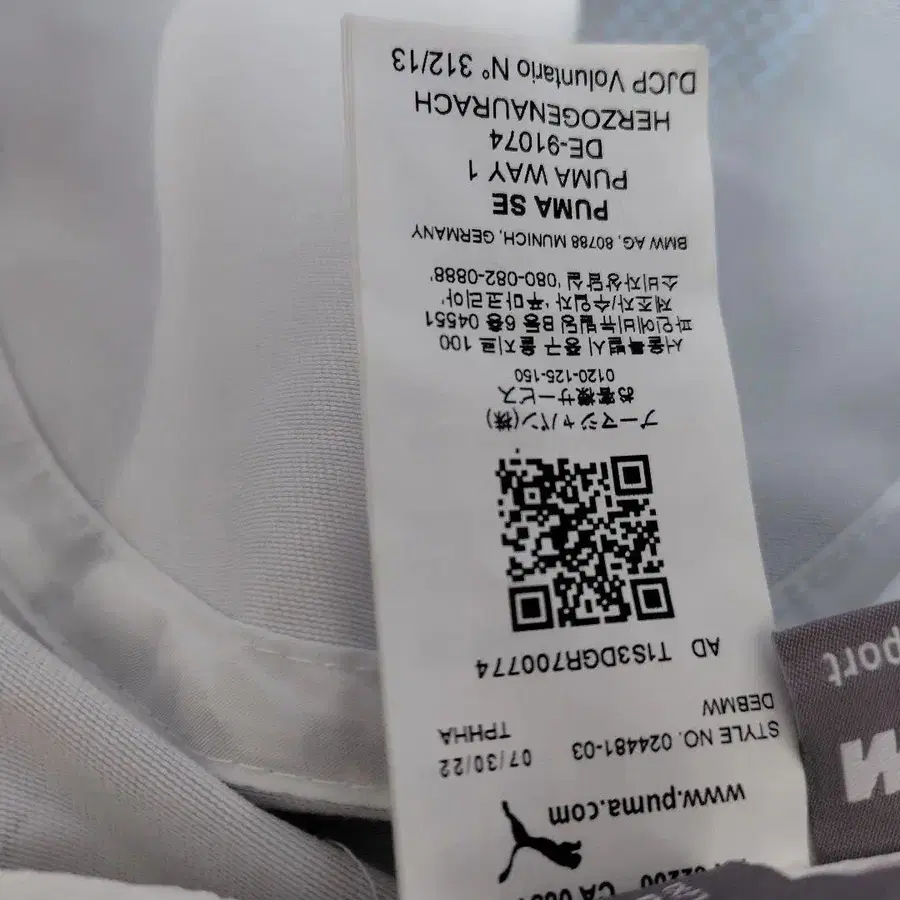 62200 CA
www.puma.com
STYLE NO. 024481-03 07/30/22
DEBMW TPHHA
AD T1S3DGR700774
プーマジャパン(株)
お客様サービス
0120-125-150
서울특별시 중구 을지로 100
파인에비뉴빌딩 B동 6층 04551
제조자/수입자 '푸마코리아'
소비자상담실 '080-082-0888'
BMW AG, 80788 MUNICH, GERMANY
PUMA SE
PUMA WAY 1
DE-91074
HERZOGENAURACH
DJCP Voluntario N° 312/13
port